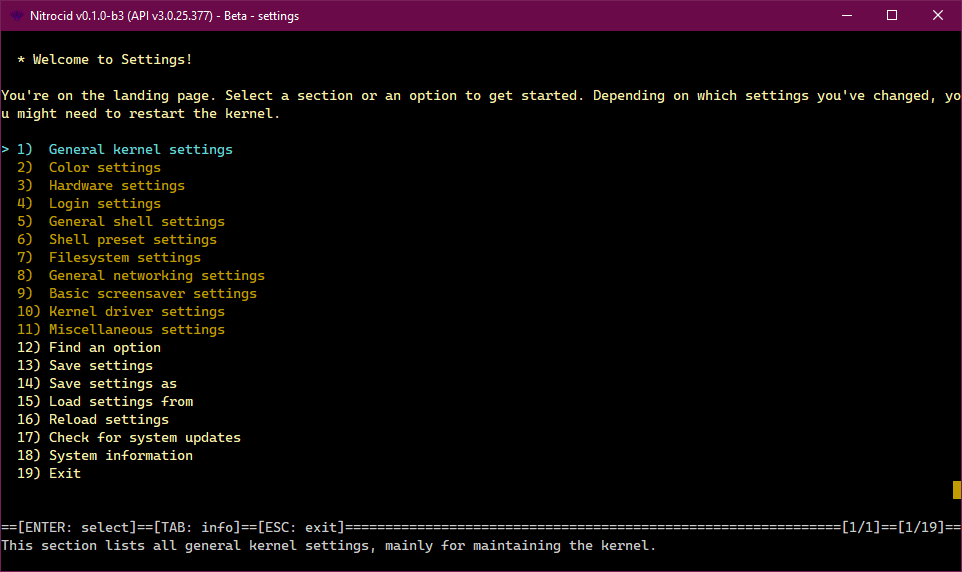 Nitrocid v0.1.0-b3 (API v3.0.25.377) - Beta - settings
* Welcome to Settings!
You're on the landing page. Select a section or an option to get started. Depending on which settings you've changed, yo
u might need to restart the kernel.
> 1)  General kernel settings
2)  Color settings
3)  Hardware settings
4)  Login settings
5)  General shell settings
6)  Shell preset settings
7)  Filesystem settings
8)  General networking settings
9)  Basic screensaver settings
10) Kernel driver settings
11) Miscellaneous settings
12) Find an option
13) Save settings
14) Save settings as
15) Load settings from
16) Reload settings
17) Check for system updates
18) System information
19) Exit
==[ENTER: select]==[TAB: info]==[ESC: exit]==============================================================[1/1]==[1/19]==
This section lists all general kernel settings, mainly for maintaining the kernel.